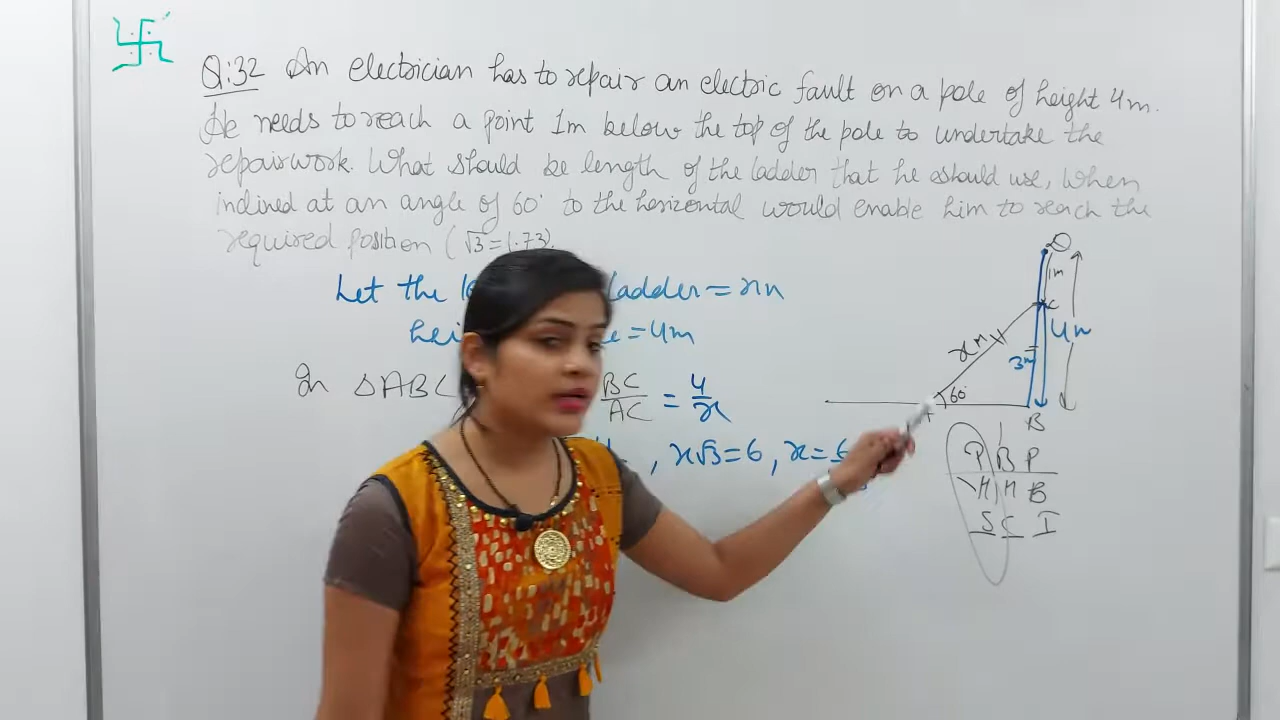 Q:32 An electrician has to repair an electric fault on a pole of height 4m.
He needs to reach a point 1m below the top of the pole to undertake the
repairwork. What should be length of the ladder that he should use, When
inclined at an angle of 60° to the horizontal would enable him to reach the
required position (√3=1.73).
Let the ladder = xm
= 4m
In △ABC BC/AC = 4/x
, x√3=6, x=6
D
1m
C
4m
xm
3m
60°
B
P B P
H H B
S C T